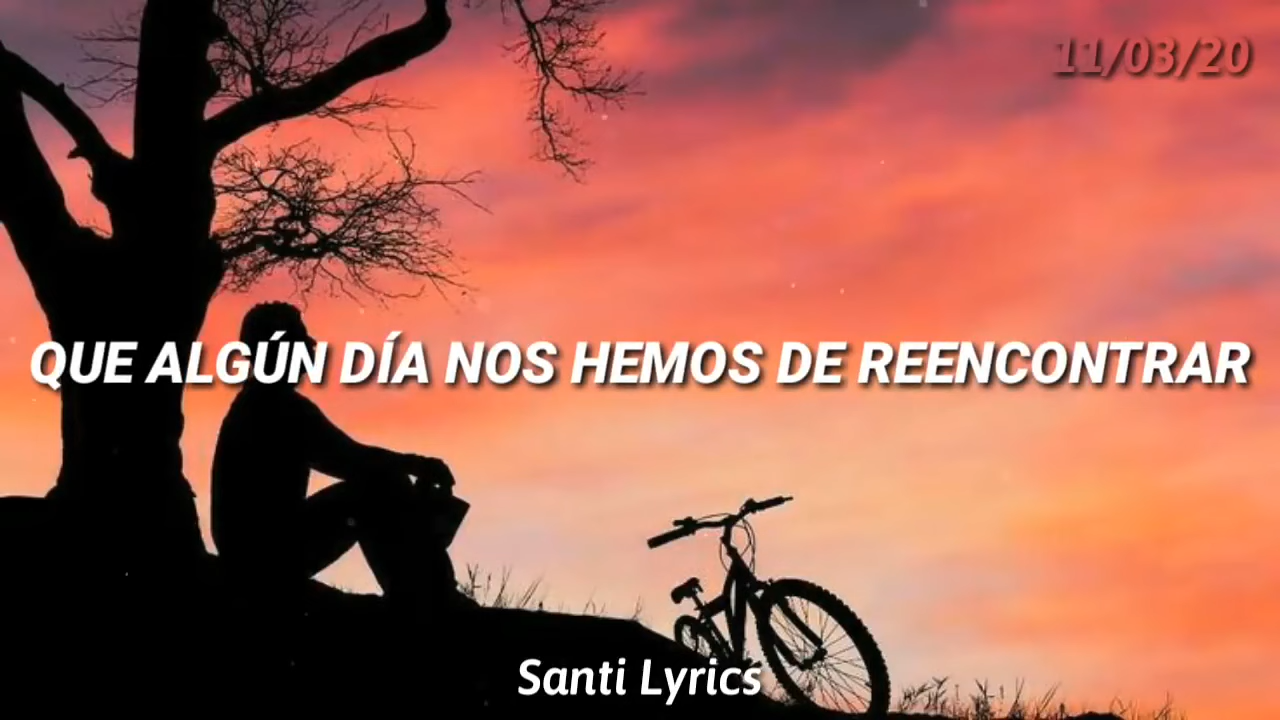 11/03/20
QUE ALGÚN DÍA NOS HEMOS DE REENCONTRAR
Santi Lyrics